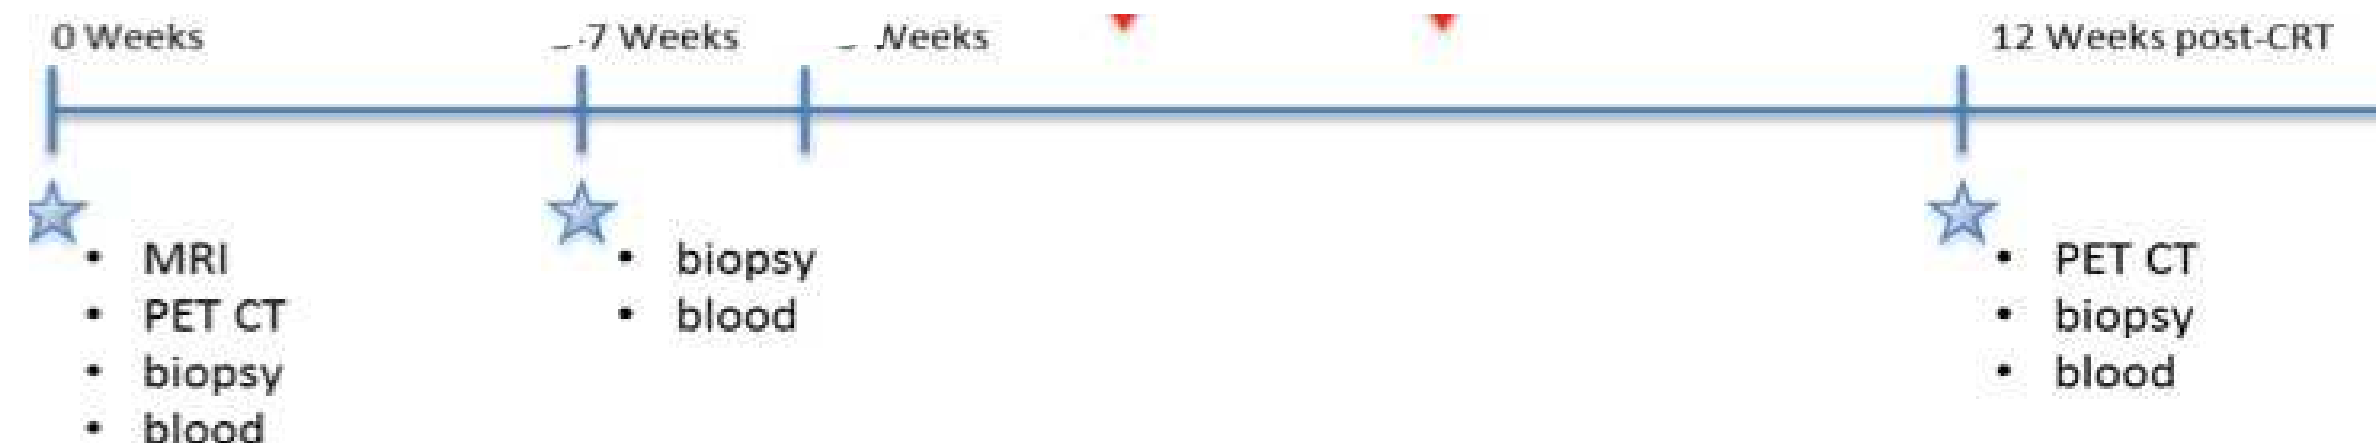 0 Weeks
7 Weeks
Weeks
12 Weeks post-CRT
• MRI
• PET CT
• biopsy
• blood
• biopsy
• blood
• PET CT
• biopsy
• blood